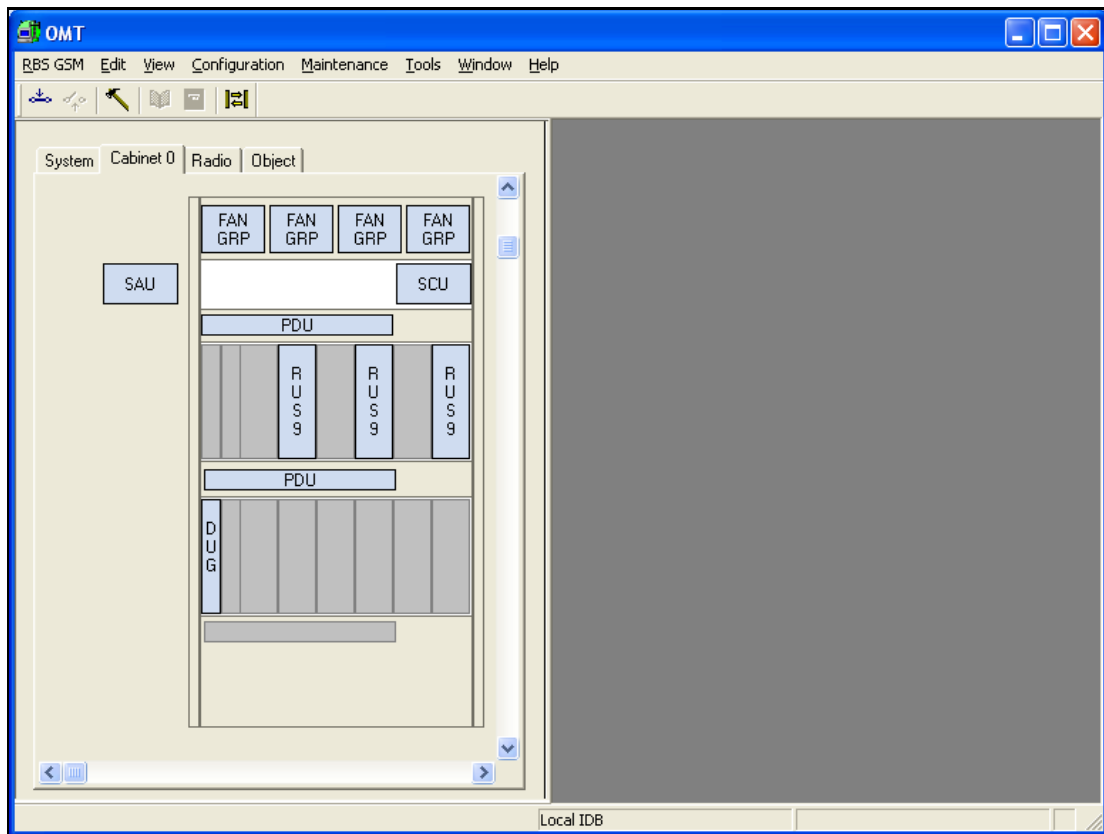 OMT
RBS GSM Edit View Configuration Maintenance Tools Window Help
System Cabinet 0 Radio Object
FAN GRP
FAN GRP
FAN GRP
FAN GRP
SAU
SCU
PDU
RUS9
RUS9
RUS9
PDU
DUG
Local IDB